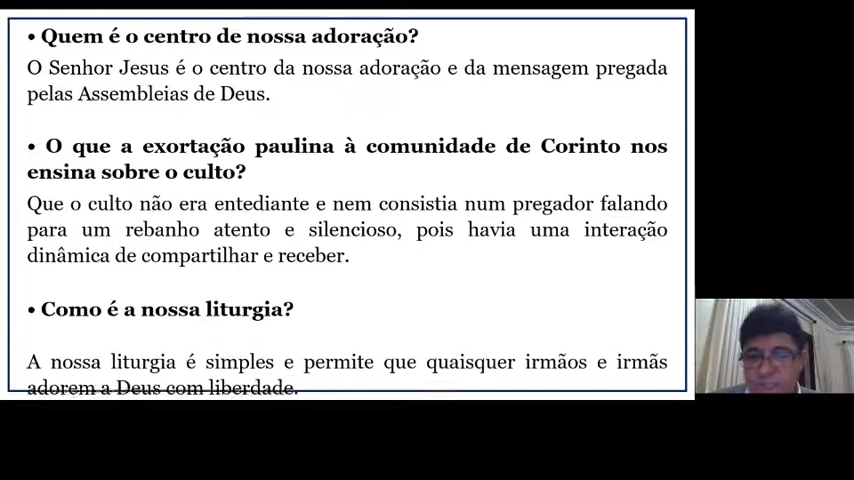 • Quem é o centro de nossa adoração?
O Senhor Jesus é o centro da nossa adoração e da mensagem pregada
pelas Assembleias de Deus.
• O que a exortação paulina à comunidade de Corinto nos
ensina sobre o culto?
Que o culto não era entediante e nem consistia num pregador falando
para um rebanho atento e silencioso, pois havia uma interação
dinâmica de compartilhar e receber.
• Como é a nossa liturgia?
A nossa liturgia é simples e permite que quaisquer irmãos e irmãs
adorem a Deus com liberdade.